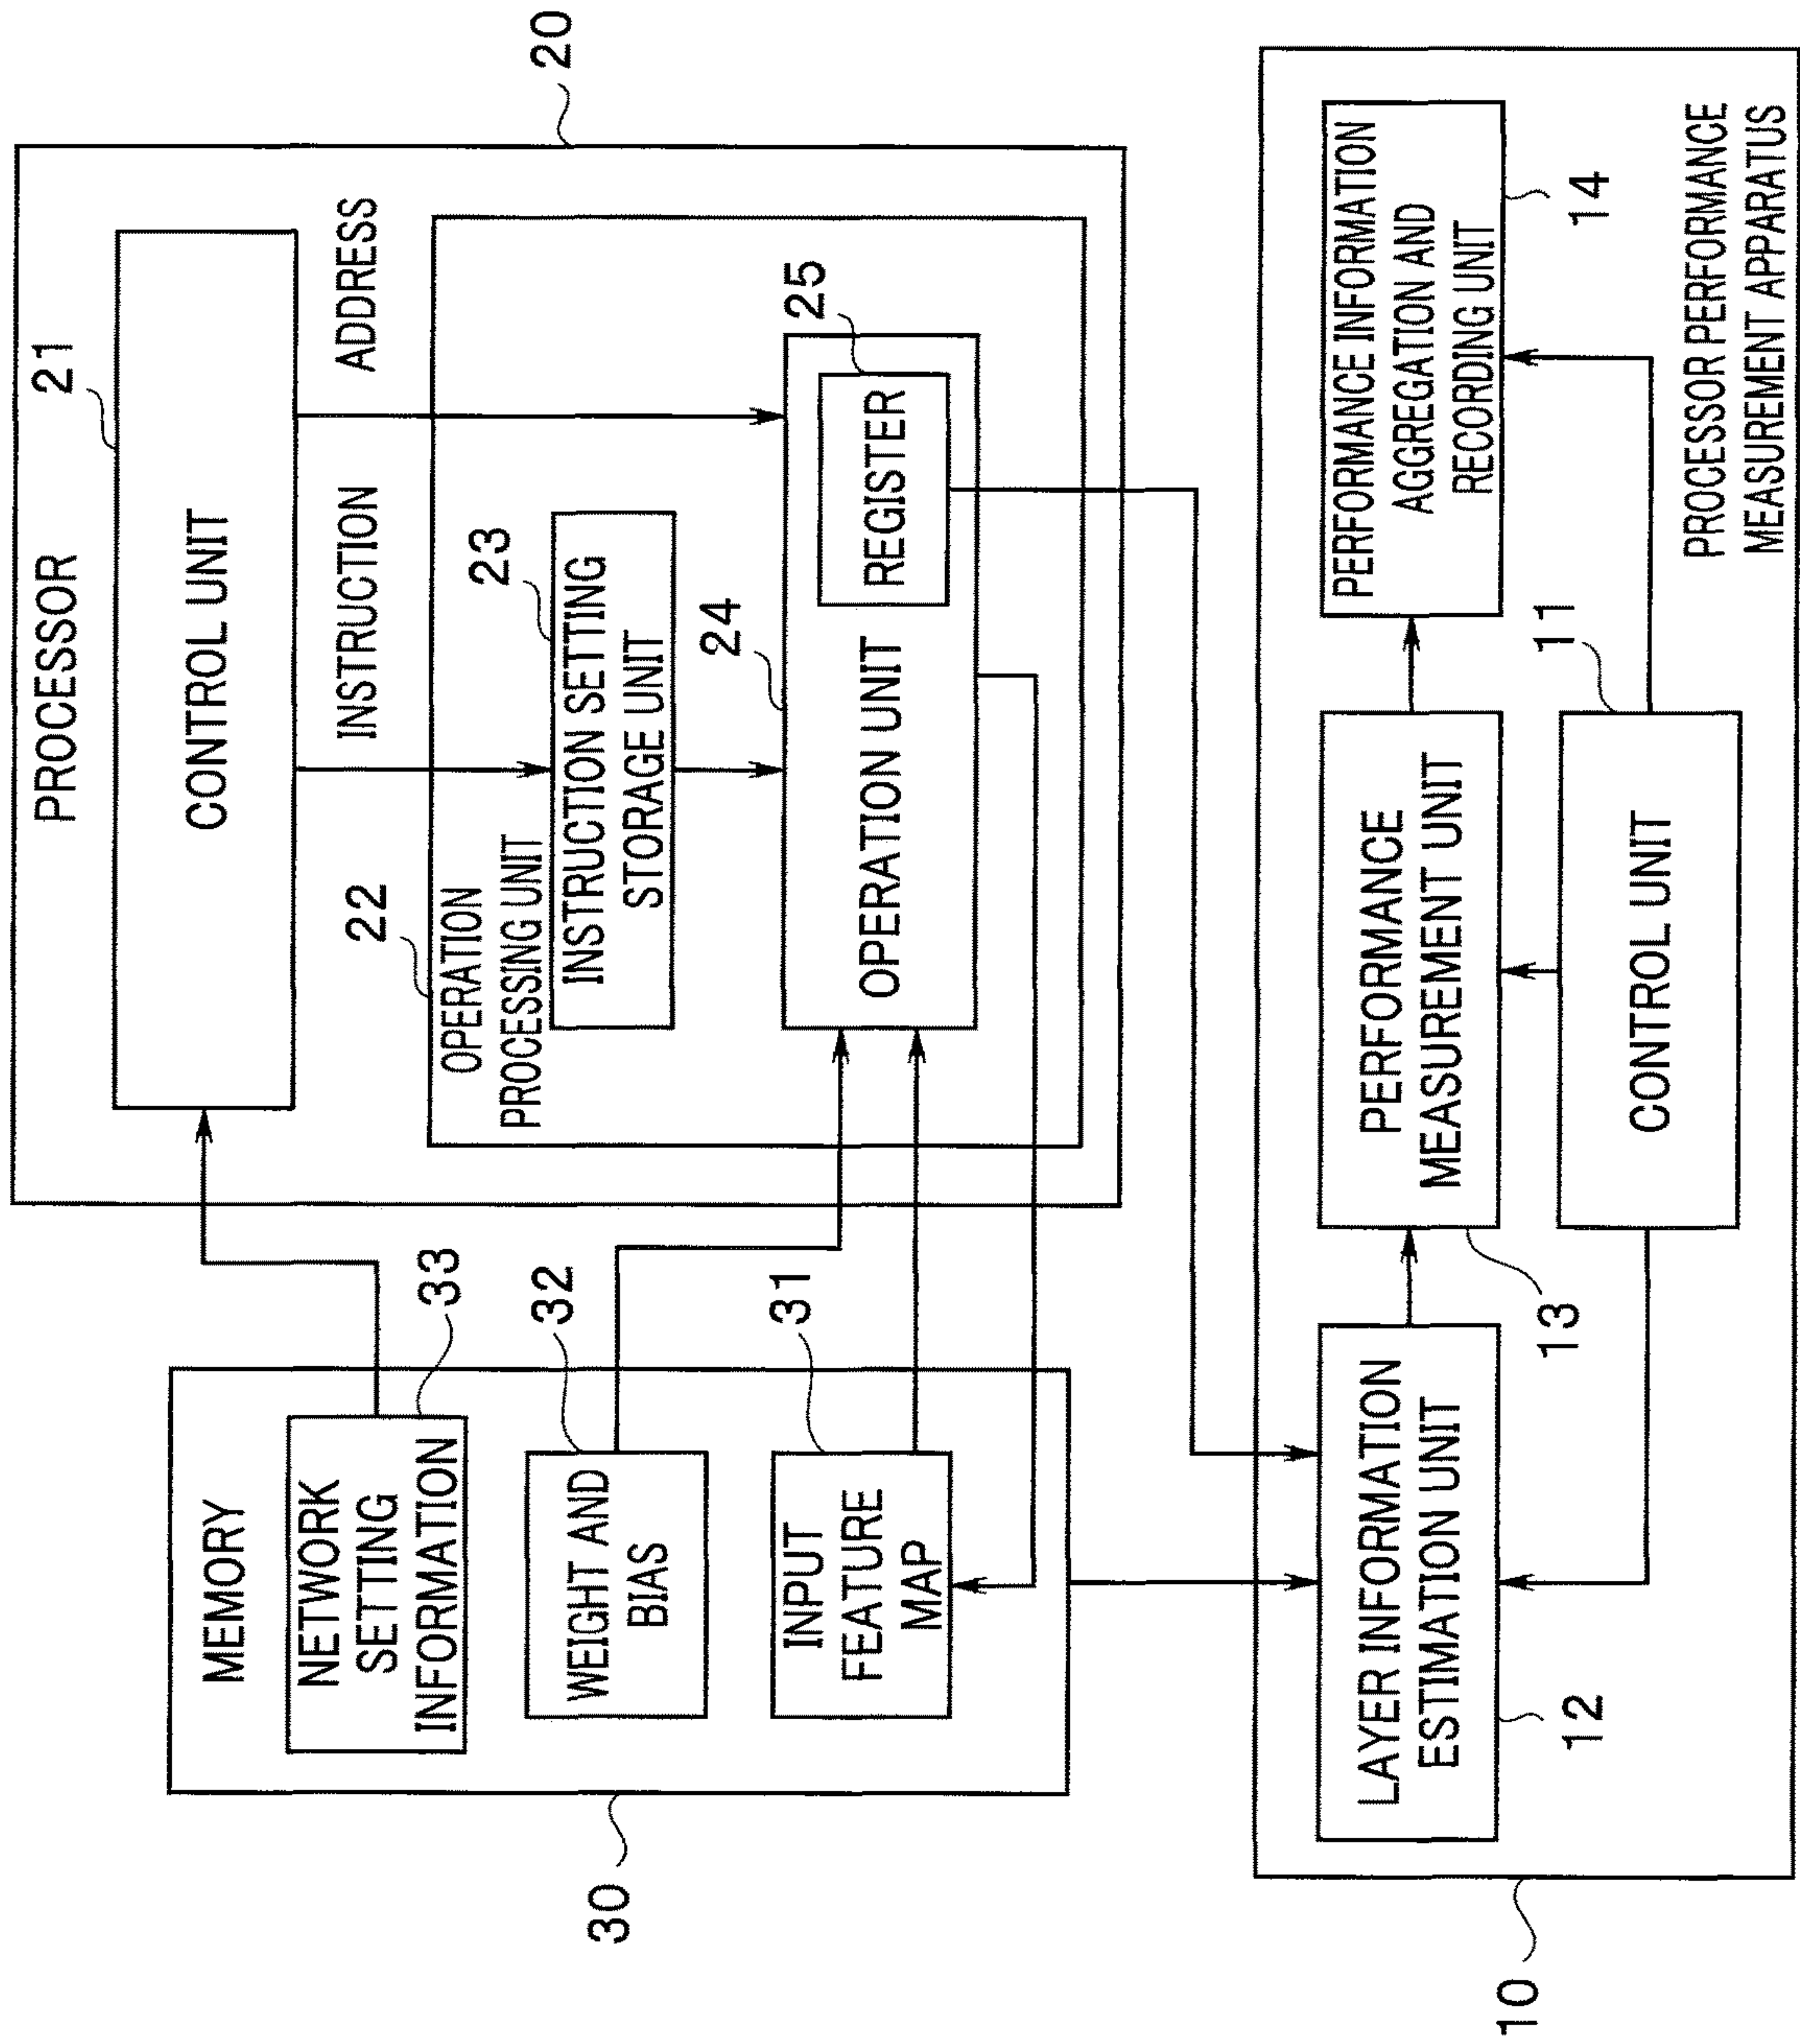 PROCESSOR
20
21
CONTROL UNIT
INSTRUCTION
ADDRESS
22
OPERATION
PROCESSING UNIT
23
INSTRUCTION SETTING
STORAGE UNIT
24
OPERATION UNIT
25
REGISTER
30
MEMORY
33
NETWORK
SETTING
INFORMATION
32
WEIGHT AND
BIAS
31
INPUT
FEATURE
MAP
10
LAYER INFORMATION
ESTIMATION UNIT
12
PERFORMANCE
MEASUREMENT UNIT
13
PERFORMANCE INFORMATION
AGGREGATION AND
RECORDING UNIT
14
11
CONTROL UNIT
PROCESSOR PERFORMANCE
MEASUREMENT APPARATUS